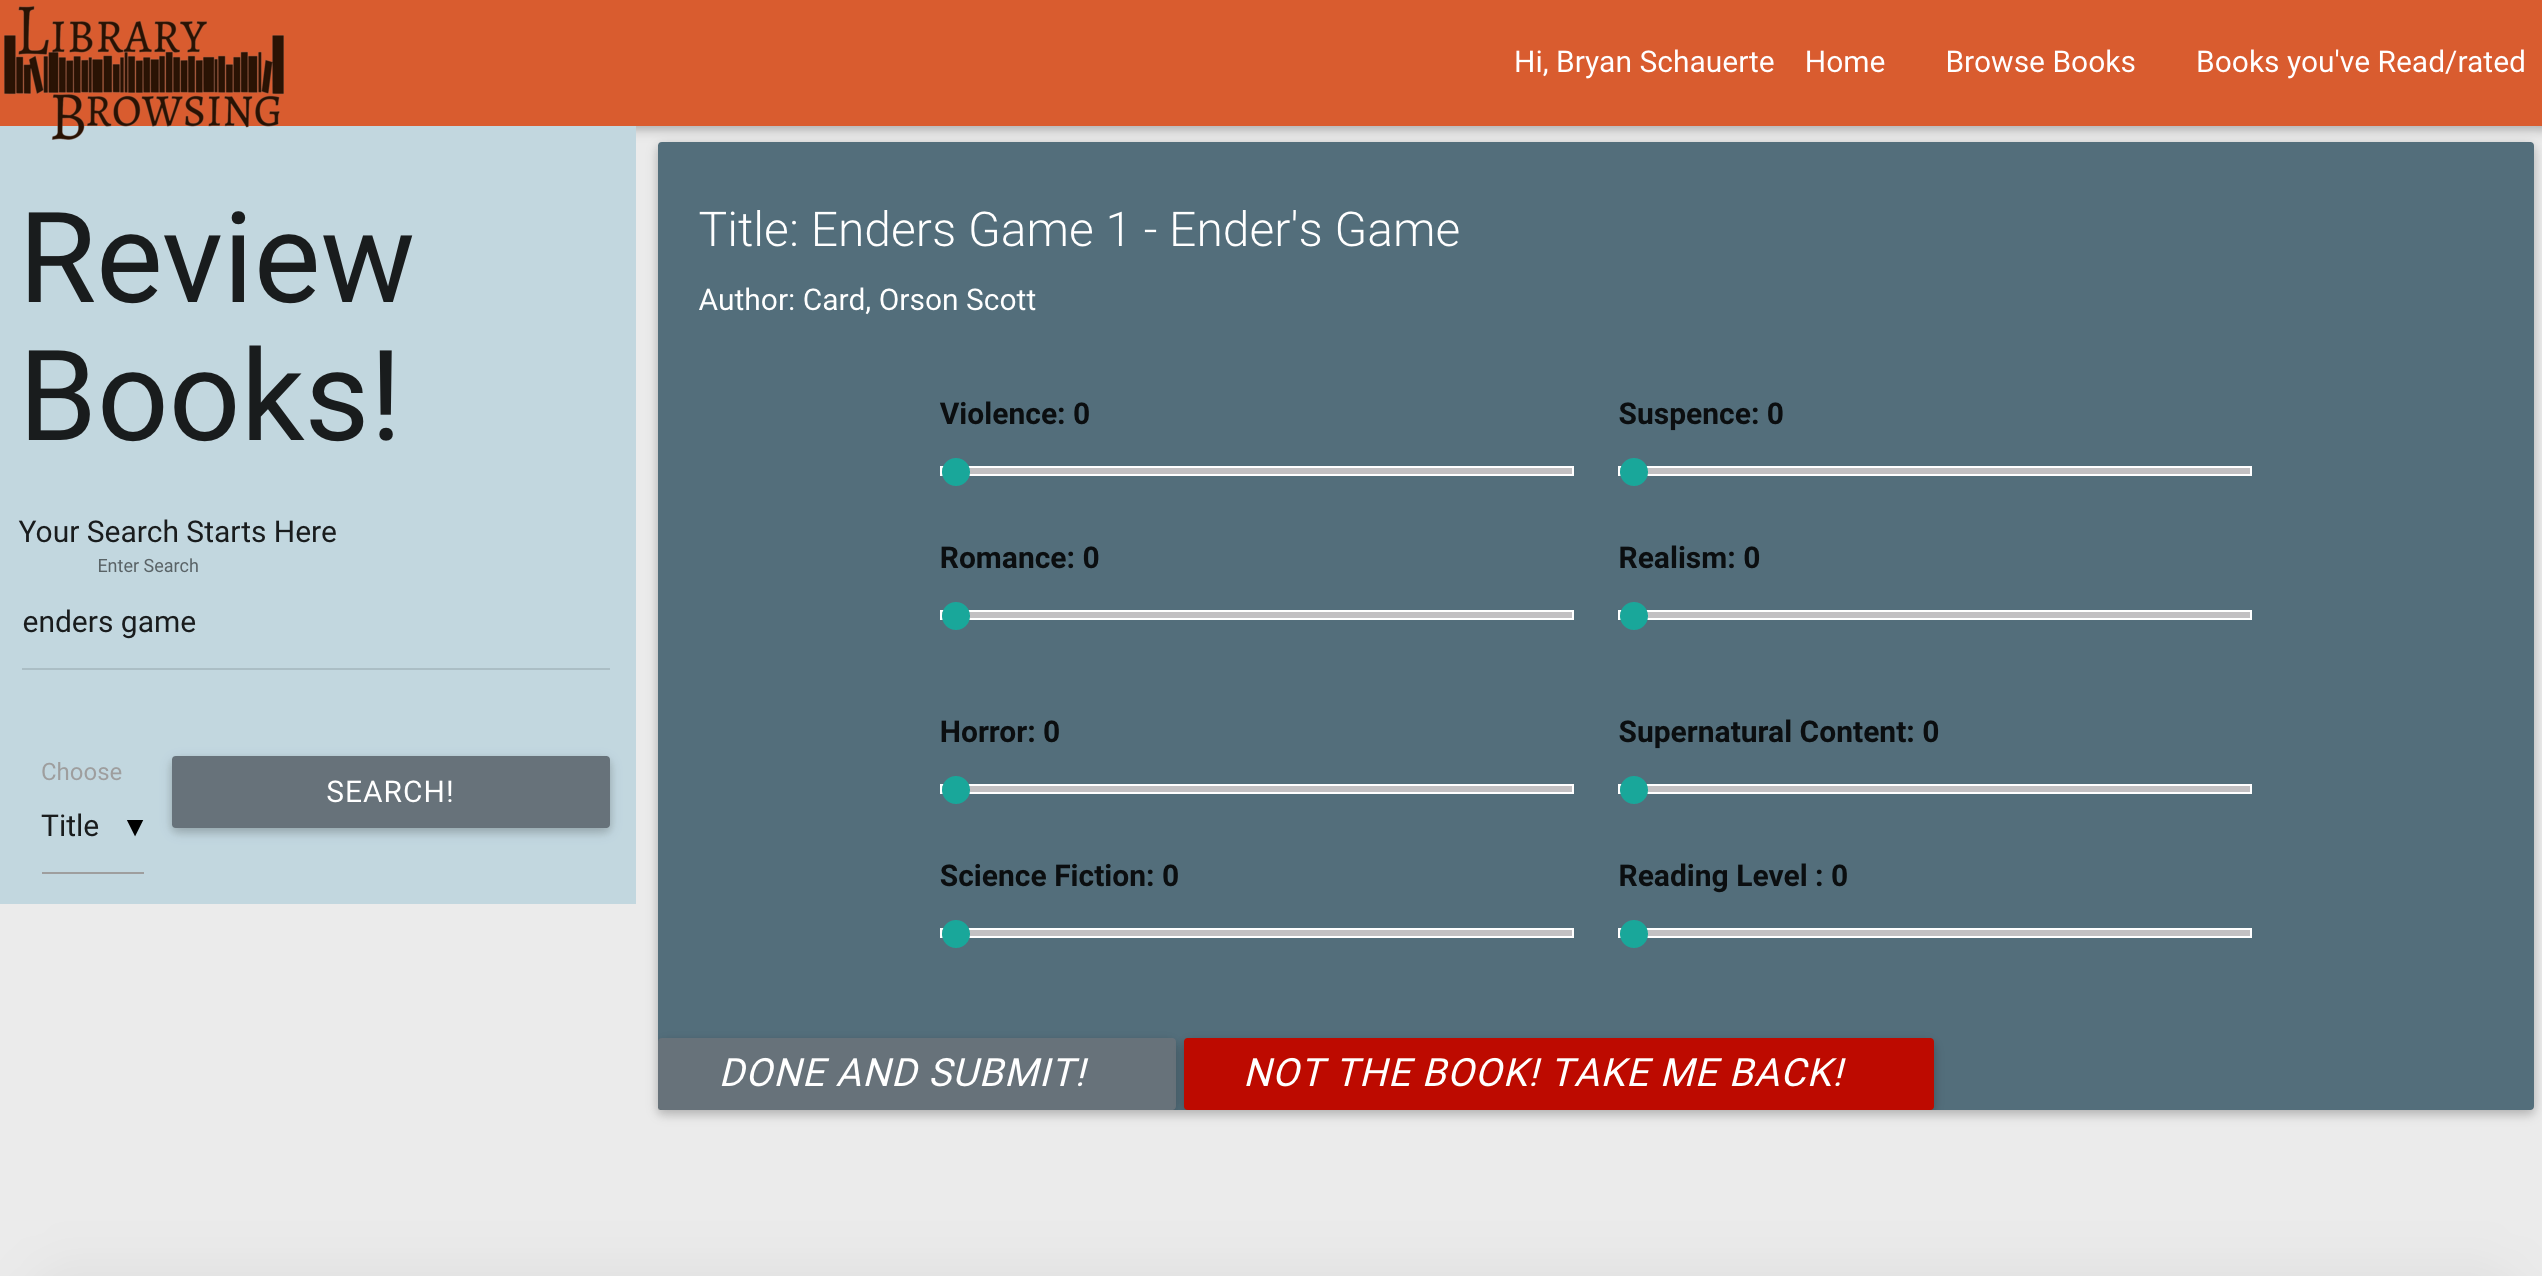 LIBRARY
BROWSING
Hi, Bryan Schauerte Home Browse Books Books you've Read/rated
Review
Books!
Your Search Starts Here
Enter Search
enders game
Choose
Title ▼
SEARCH!
Title: Enders Game 1 - Ender's Game
Author: Card, Orson Scott
Violence: 0
Suspence: 0
Romance: 0
Realism: 0
Horror: 0
Supernatural Content: 0
Science Fiction: 0
Reading Level : 0
DONE AND SUBMIT!
NOT THE BOOK! TAKE ME BACK!